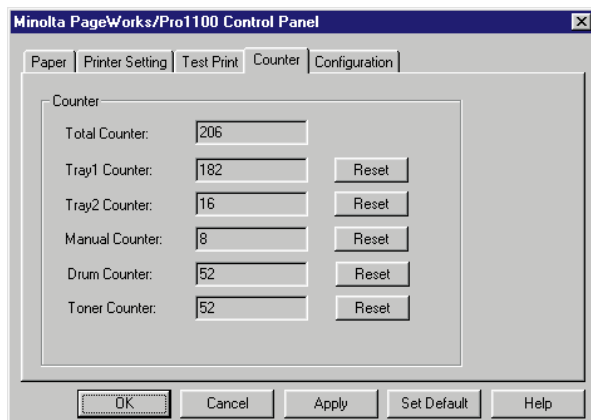 Minolta PageWorks/Pro1100 Control Panel
Paper Printer Setting Test Print Counter Configuration
Counter
Total Counter: 206
Tray1 Counter: 182 Reset
Tray2 Counter: 16 Reset
Manual Counter: 8 Reset
Drum Counter: 52 Reset
Toner Counter: 52 Reset
OK Cancel Apply Set Default Help